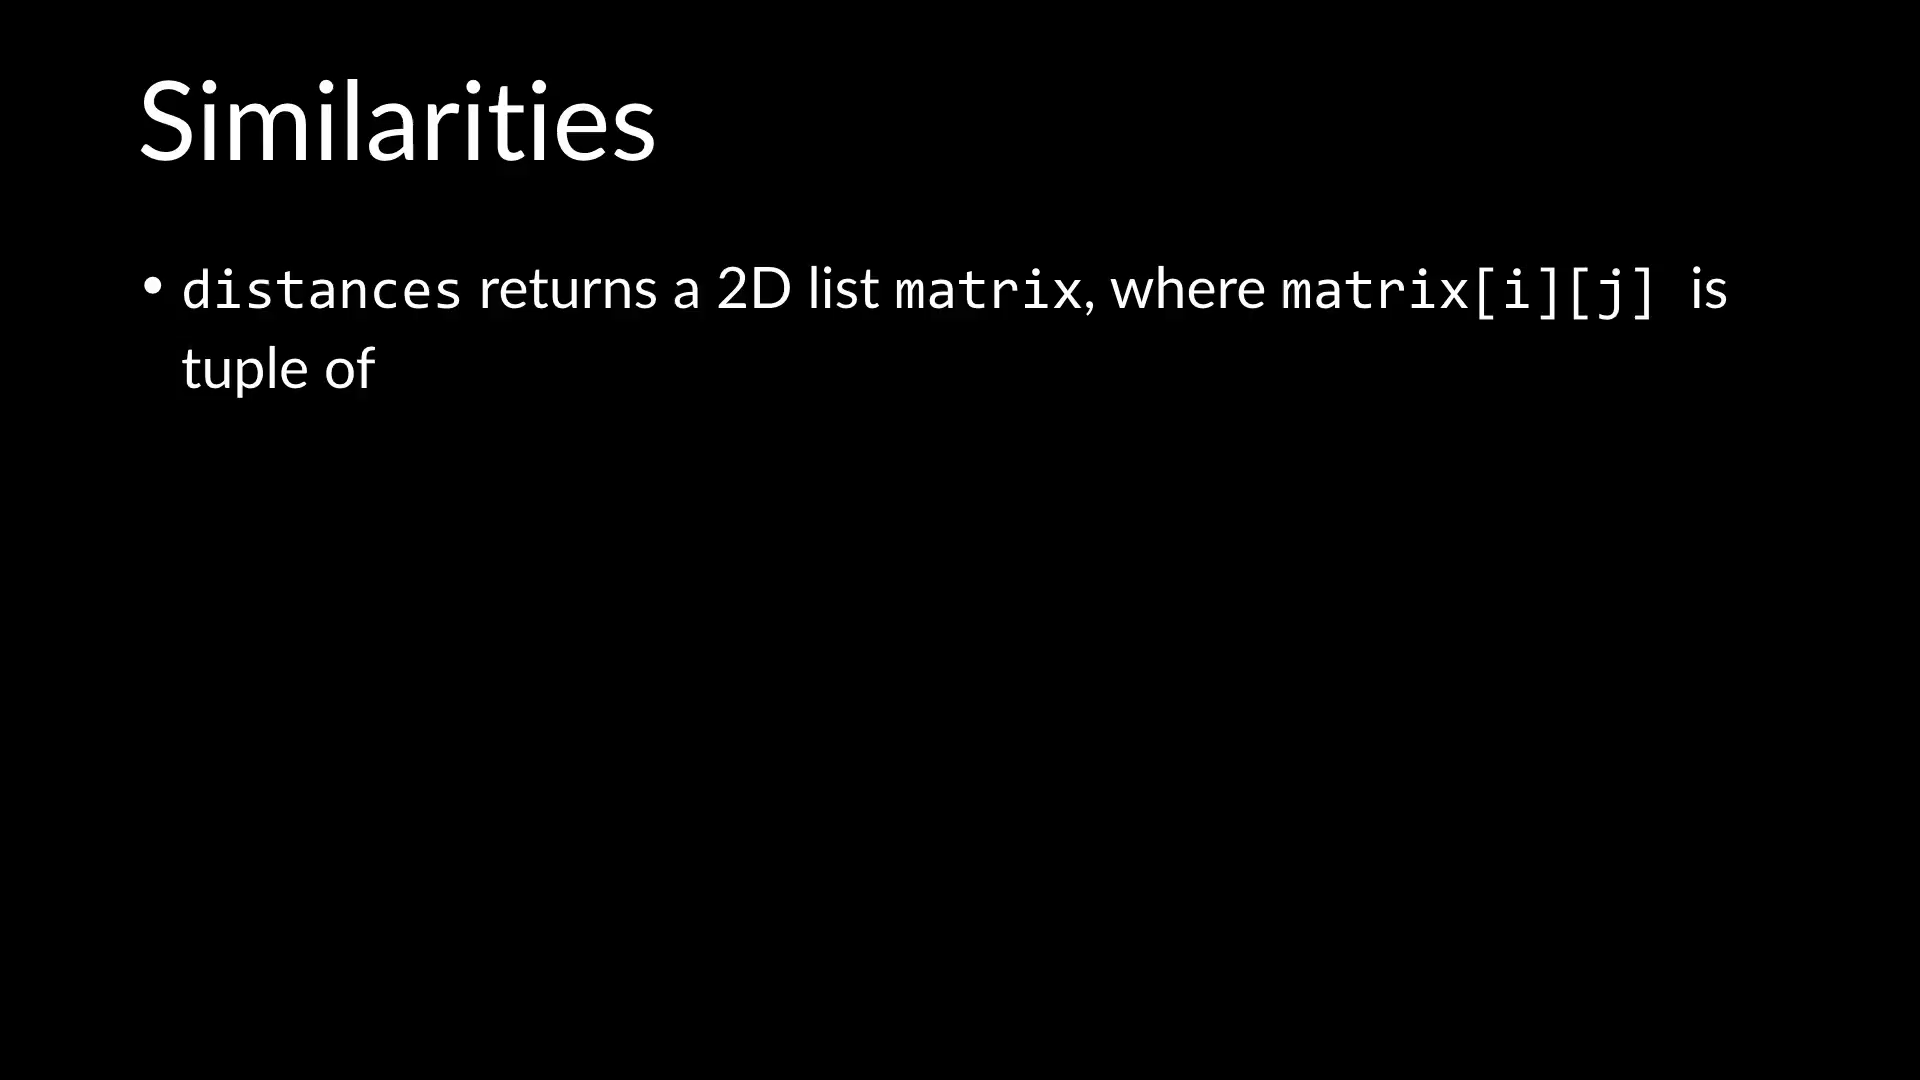 Similarities
• distances returns a 2D list matrix, where matrix[i][j] is
tuple of